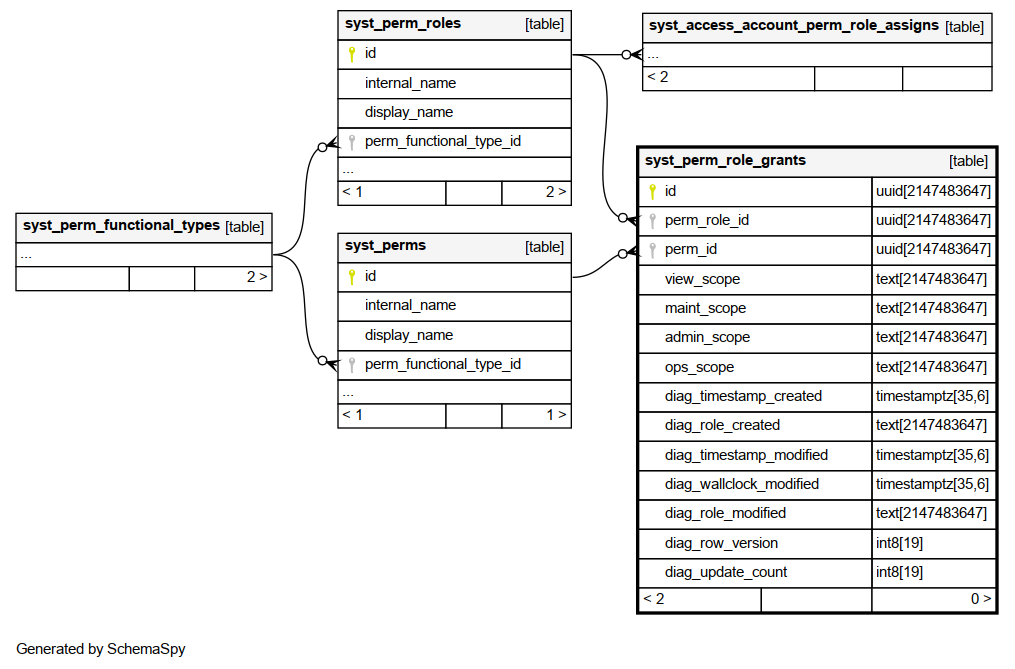 syst_perm_roles [table]
id
internal_name
display_name
perm_functional_type_id
...
< 1 2 >
syst_access_account_perm_role_assigns [table]
...
< 2
syst_perm_functional_types [table]
...
2 >
syst_perms [table]
id
internal_name
display_name
perm_functional_type_id
...
< 1 1 >
syst_perm_role_grants [table]
id uuid[2147483647]
perm_role_id uuid[2147483647]
perm_id uuid[2147483647]
view_scope text[2147483647]
maint_scope text[2147483647]
admin_scope text[2147483647]
ops_scope text[2147483647]
diag_timestamp_created timestamptz[35,6]
diag_role_created text[2147483647]
diag_timestamp_modified timestamptz[35,6]
diag_wallclock_modified timestamptz[35,6]
diag_role_modified text[2147483647]
diag_row_version int8[19]
diag_update_count int8[19]
< 2 0 >
Generated by SchemaSpy